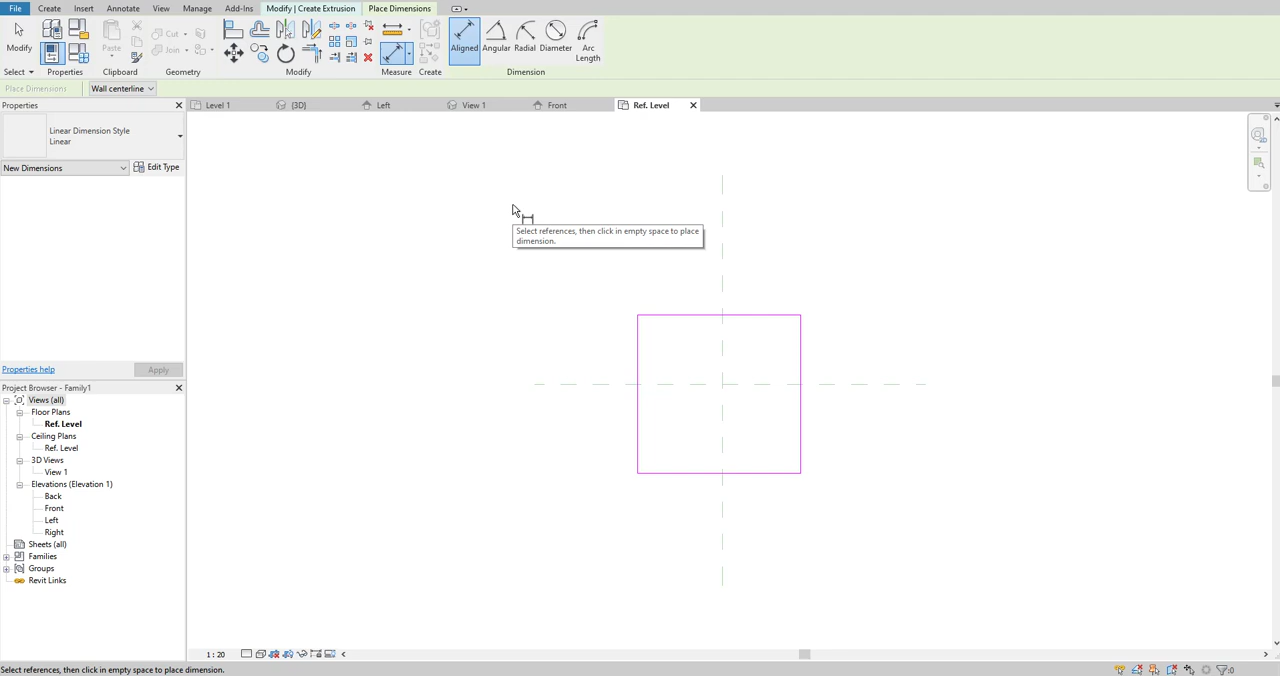 File Create Annotate View Manage Add-Ins Insert Modify | Create Extrusion Place Dimensions
Modify Paste Cut Join Aligned Angular Radial Diameter Arc Length
Select Properties Clipboard Geometry Modify Measure Create Dimension
Place Dimensions Wall centerline
Properties Level 1 {3D} Left View 1 Front Ref. Level
Linear Dimension Style
Linear
New Dimensions Edit Type
Select references, then click in empty space to place
dimension.
Properties help Apply
Project Browser - Family1
Views (all)
Floor Plans
Ref. Level
Ceiling Plans
Ref. Level
3D Views
View 1
Elevations (Elevation 1)
Back
Front
Left
Right
Sheets (all)
Families
Groups
Revit Links
1 : 20
Select references, then click in empty space to place dimension. :0